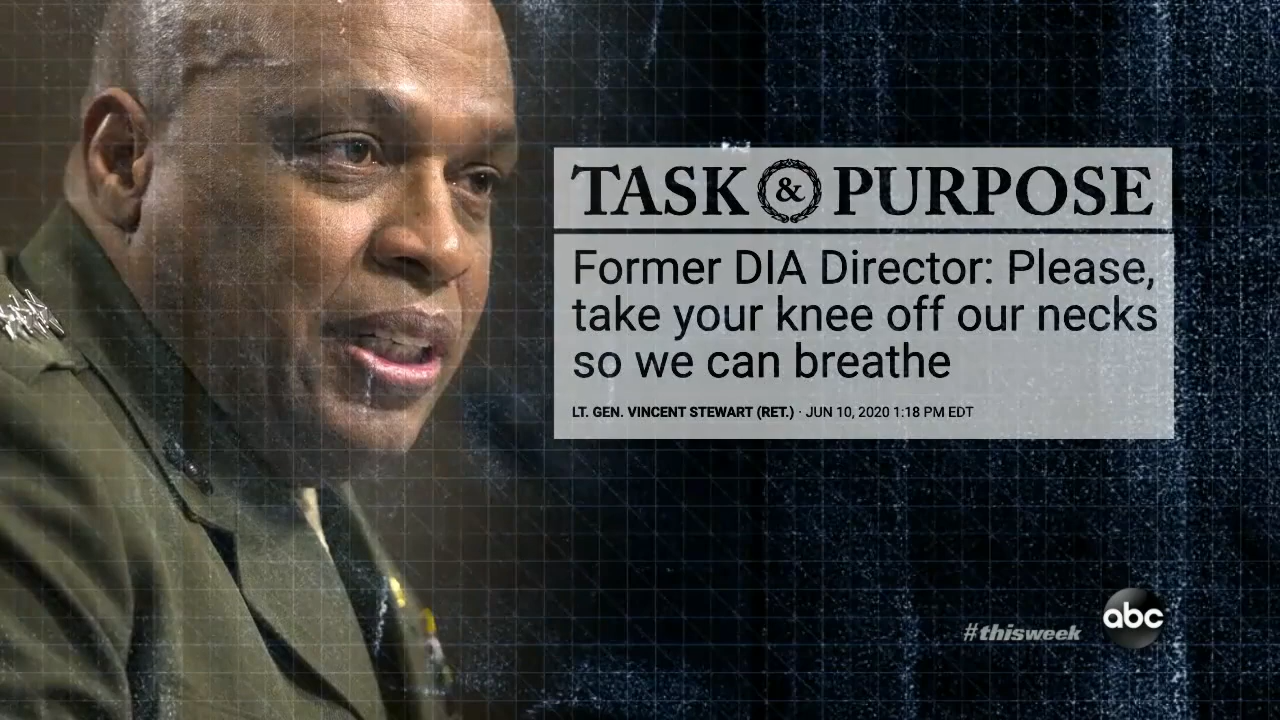 TASK & PURPOSE
Former DIA Director: Please,
take your knee off our necks
so we can breathe
LT. GEN. VINCENT STEWART (RET.) · JUN 10, 2020 1:18 PM EDT
#thisweek
abc